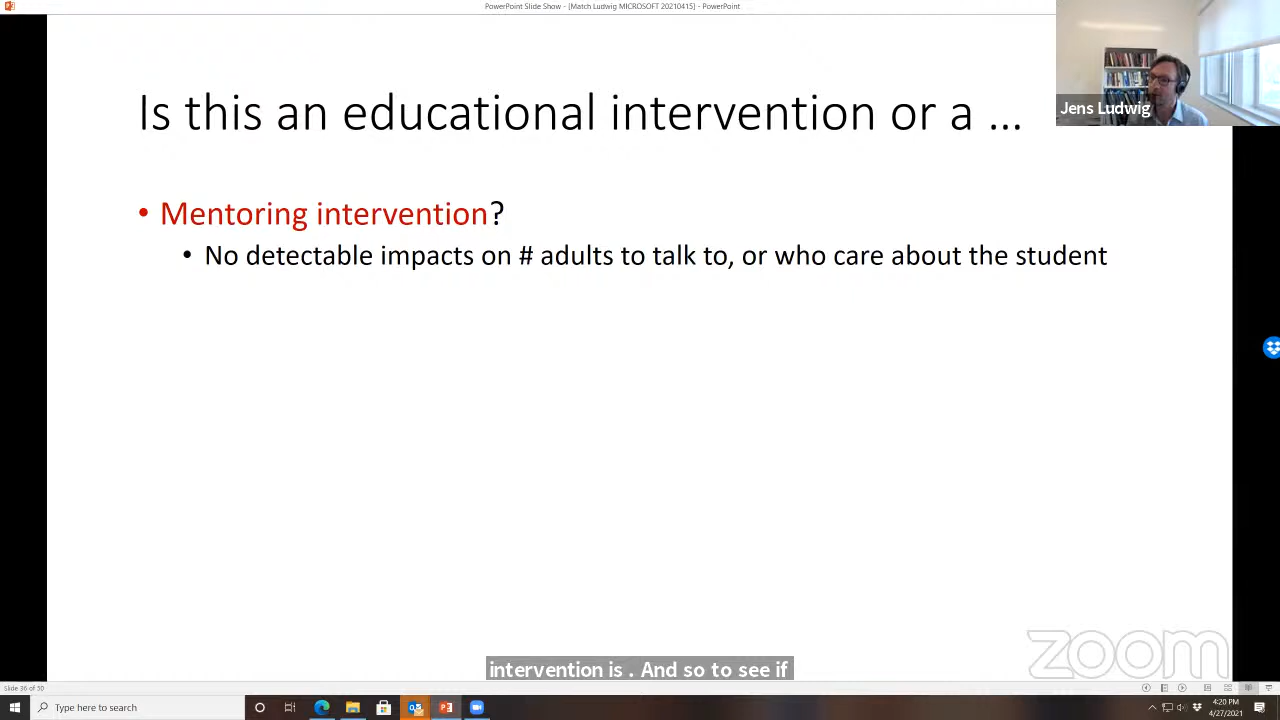 PowerPoint Slide Show - [Match Ludwig MICROSOFT 20210415] - PowerPoint
Jens Ludwig
Is this an educational intervention or a ...
• Mentoring intervention?
• No detectable impacts on # adults to talk to, or who care about the student
zoom
intervention is . And so to see if
Slide 36 of 50
Type here to search
4:20 PM
4/27/2021